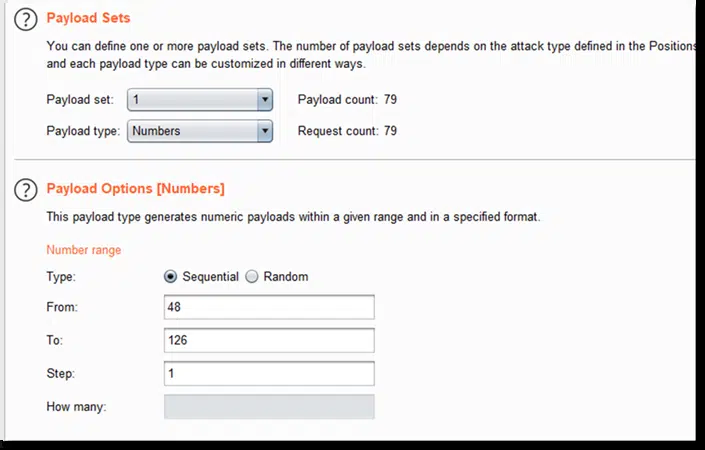 ? Payload Sets
You can define one or more payload sets. The number of payload sets depends on the attack type defined in the Positions
and each payload type can be customized in different ways.
Payload set: 1 Payload count: 79
Payload type: Numbers Request count: 79
? Payload Options [Numbers]
This payload type generates numeric payloads within a given range and in a specified format.
Number range
Type: Sequential Random
From: 48
To: 126
Step: 1
How many: